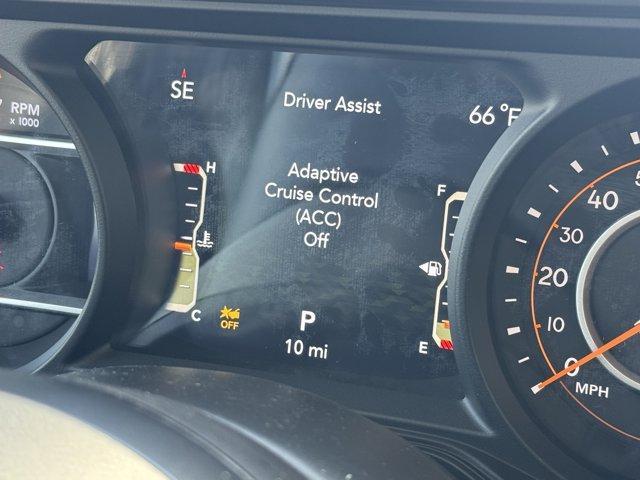 RPM
x 1000
SE
Driver Assist
66 °F
Adaptive
Cruise Control
(ACC)
Off
H
C
OFF
P
10 mi
F
E
40
30
20
10
0
MPH